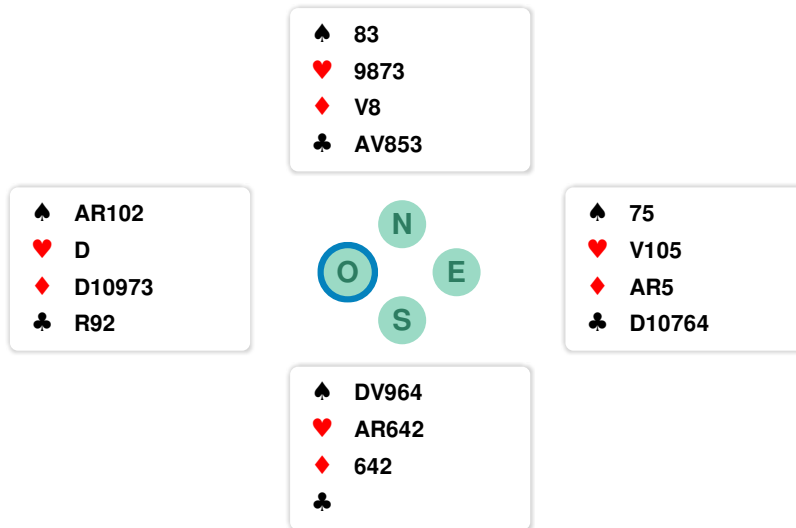 ♠ 83
♥ 9873
♦ V8
♣ AV853
♠ AR102
♥ D
♦ D10973
♣ R92
N
O
E
S
♠ 75
♥ V105
♦ AR5
♣ D10764
♠ DV964
♥ AR642
♦ 642
♣